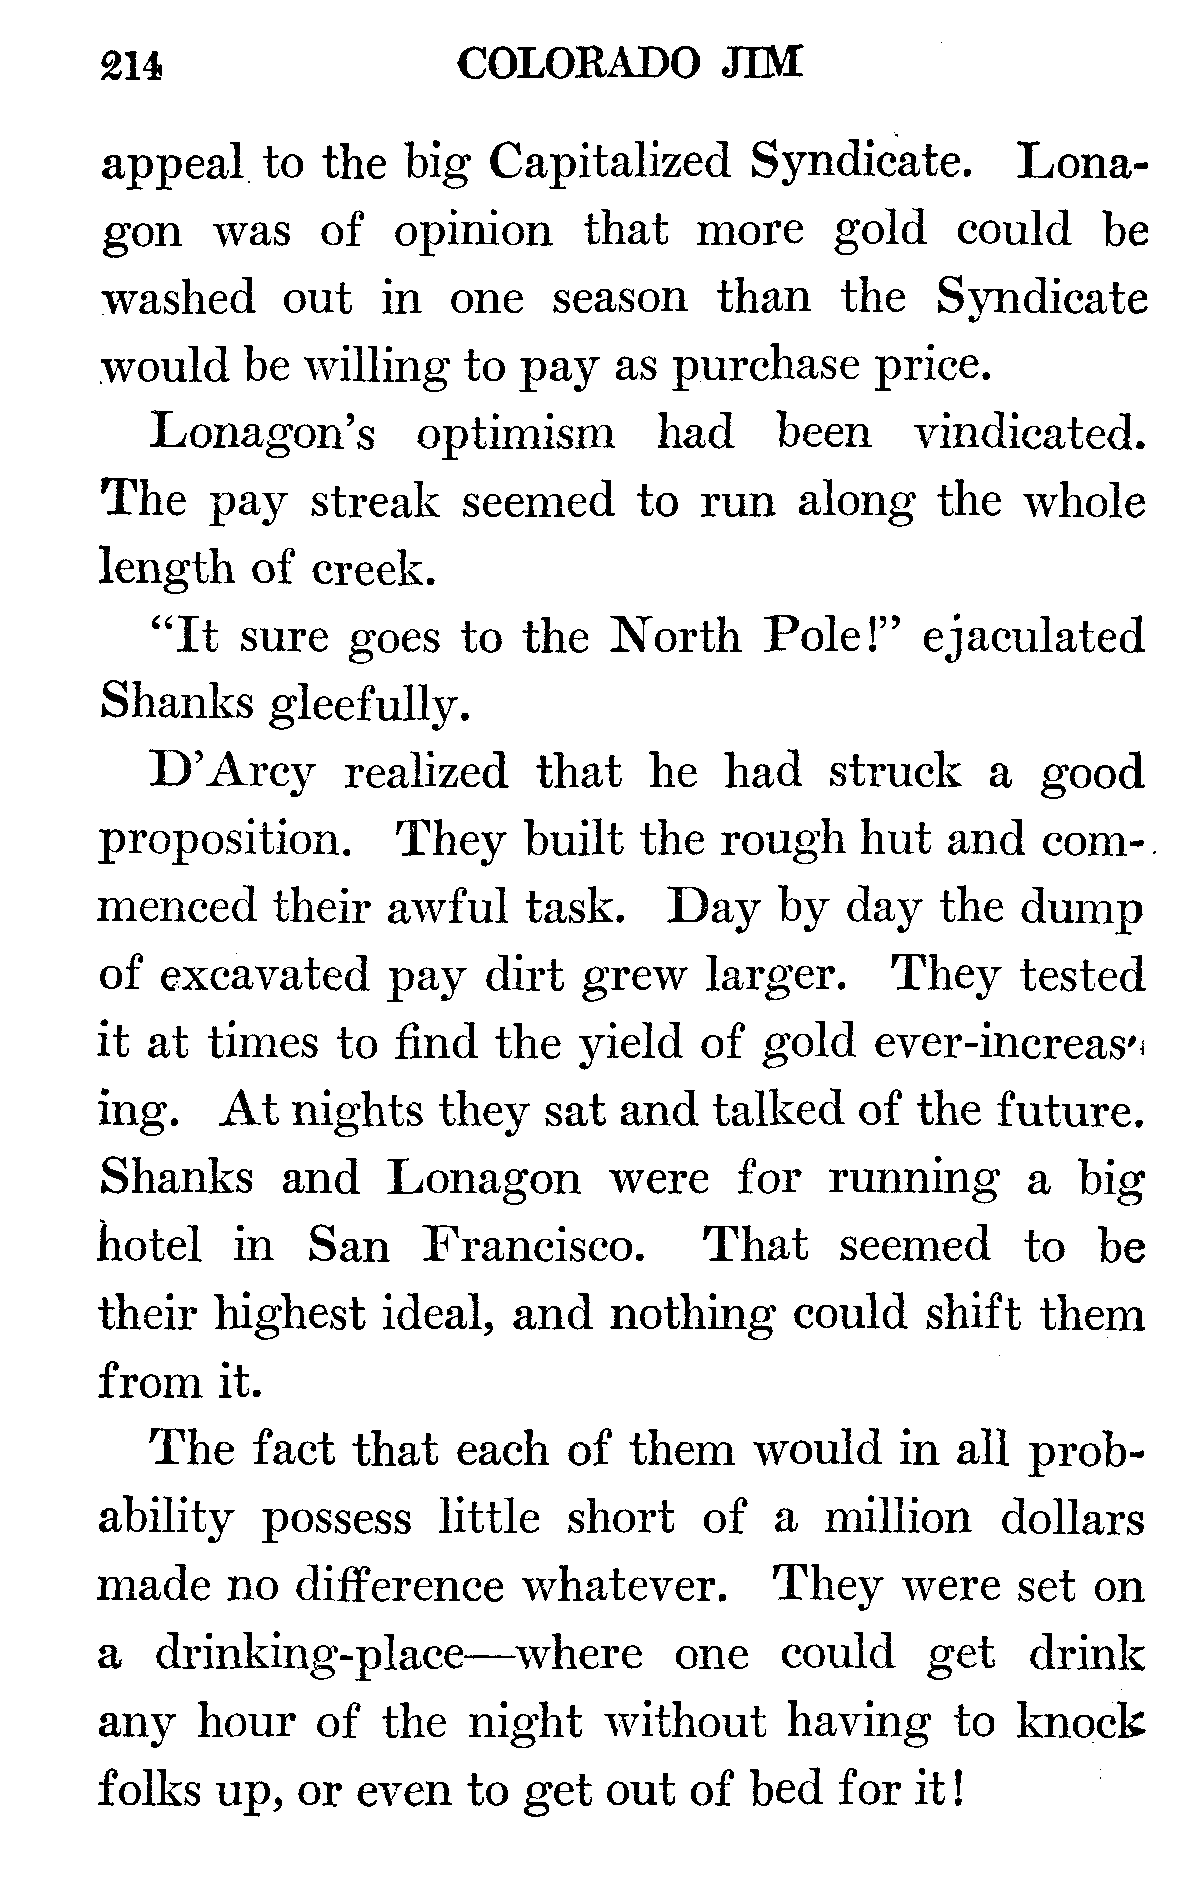 214 COLORADO JIM
appeal to the big Capitalized Syndicate. Lona-
gon was of opinion that more gold could be
washed out in one season than the Syndicate
would be willing to pay as purchase price.
Lonagon's optimism had been vindicated.
The pay streak seemed to run along the whole
length of creek.
"It sure goes to the North Pole!" ejaculated
Shanks gleefully.
D'Arcy realized that he had struck a good
proposition. They built the rough hut and com-
menced their awful task. Day by day the dump
of excavated pay dirt grew larger. They tested
it at times to find the yield of gold ever-increas-
ing. At nights they sat and talked of the future.
Shanks and Lonagon were for running a big
hotel in San Francisco. That seemed to be
their highest ideal, and nothing could shift them
from it.
The fact that each of them would in all prob-
ability possess little short of a million dollars
made no difference whatever. They were set on
a drinking-place—where one could get drink
any hour of the night without having to knock
folks up, or even to get out of bed for it!